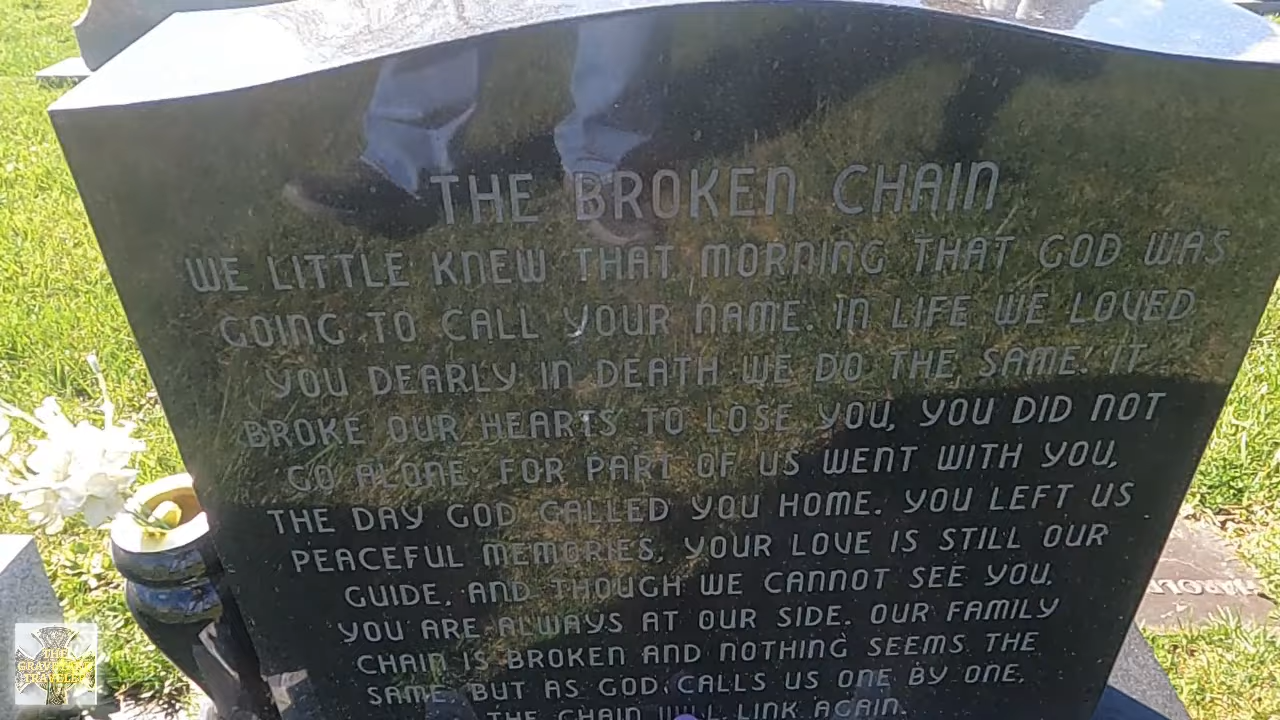 THE BROKEN CHAIN
WE LITTLE KNEW THAT MORNING THAT GOD WAS
GOING TO CALL YOUR NAME. IN LIFE WE LOVED
YOU DEARLY IN DEATH WE DO THE SAME. IT
BROKE OUR HEARTS TO LOSE YOU, YOU DID NOT
GO ALONE; FOR PART OF US WENT WITH YOU,
THE DAY GOD CALLED YOU HOME. YOU LEFT US
PEACEFUL MEMORIES, YOUR LOVE IS STILL OUR
GUIDE, AND THOUGH WE CANNOT SEE YOU,
YOU ARE ALWAYS AT OUR SIDE. OUR FAMILY
CHAIN IS BROKEN AND NOTHING SEEMS THE
SAME, BUT AS GOD CALLS US ONE BY ONE,
THE CHAIN WILL LINK AGAIN.
THE
GRAVEYARD
TRAVELER